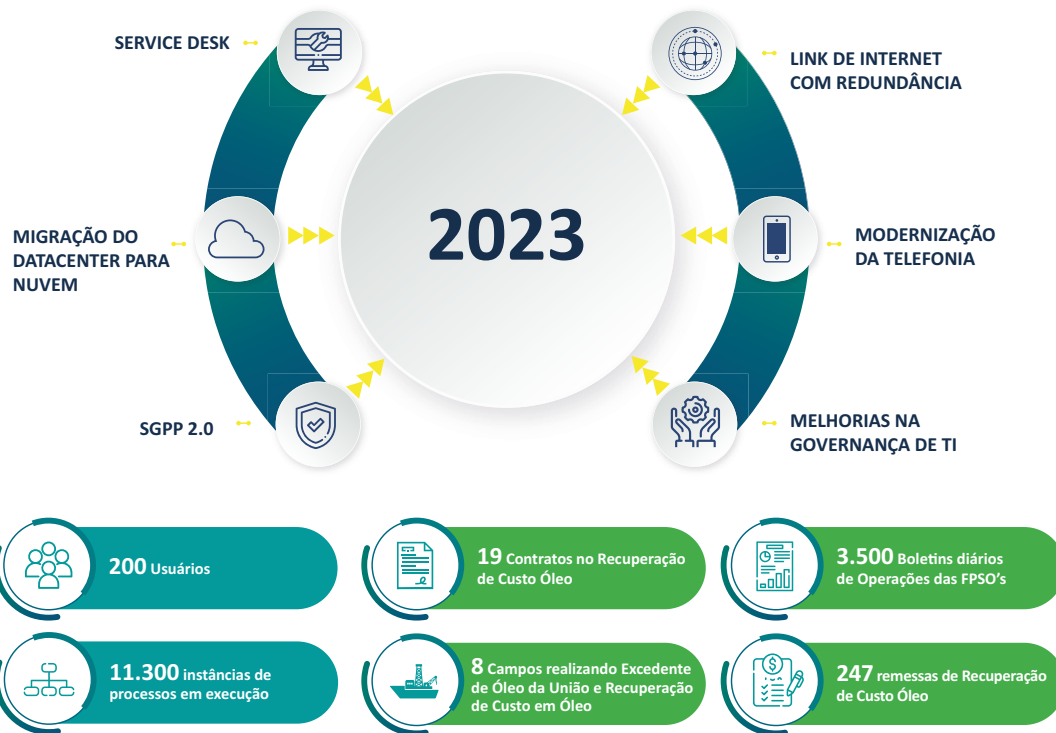 SERVICE DESK
LINK DE INTERNET
COM REDUNDÂNCIA
2023
MIGRAÇÃO DO
DATACENTER PARA
NUVEM
MODERNIZAÇÃO
DA TELEFONIA
SGPP 2.0
MELHORIAS NA
GOVERNANÇA DE TI
200 Usuários
19 Contratos no Recuperação
de Custo Óleo
3.500 Boletins diários
de Operações das FPSO's
11.300 instâncias de
processos em execução
8 Campos realizando Excedente
de Óleo da União e Recuperação
de Custo em Óleo
247 remessas de Recuperação
de Custo Óleo